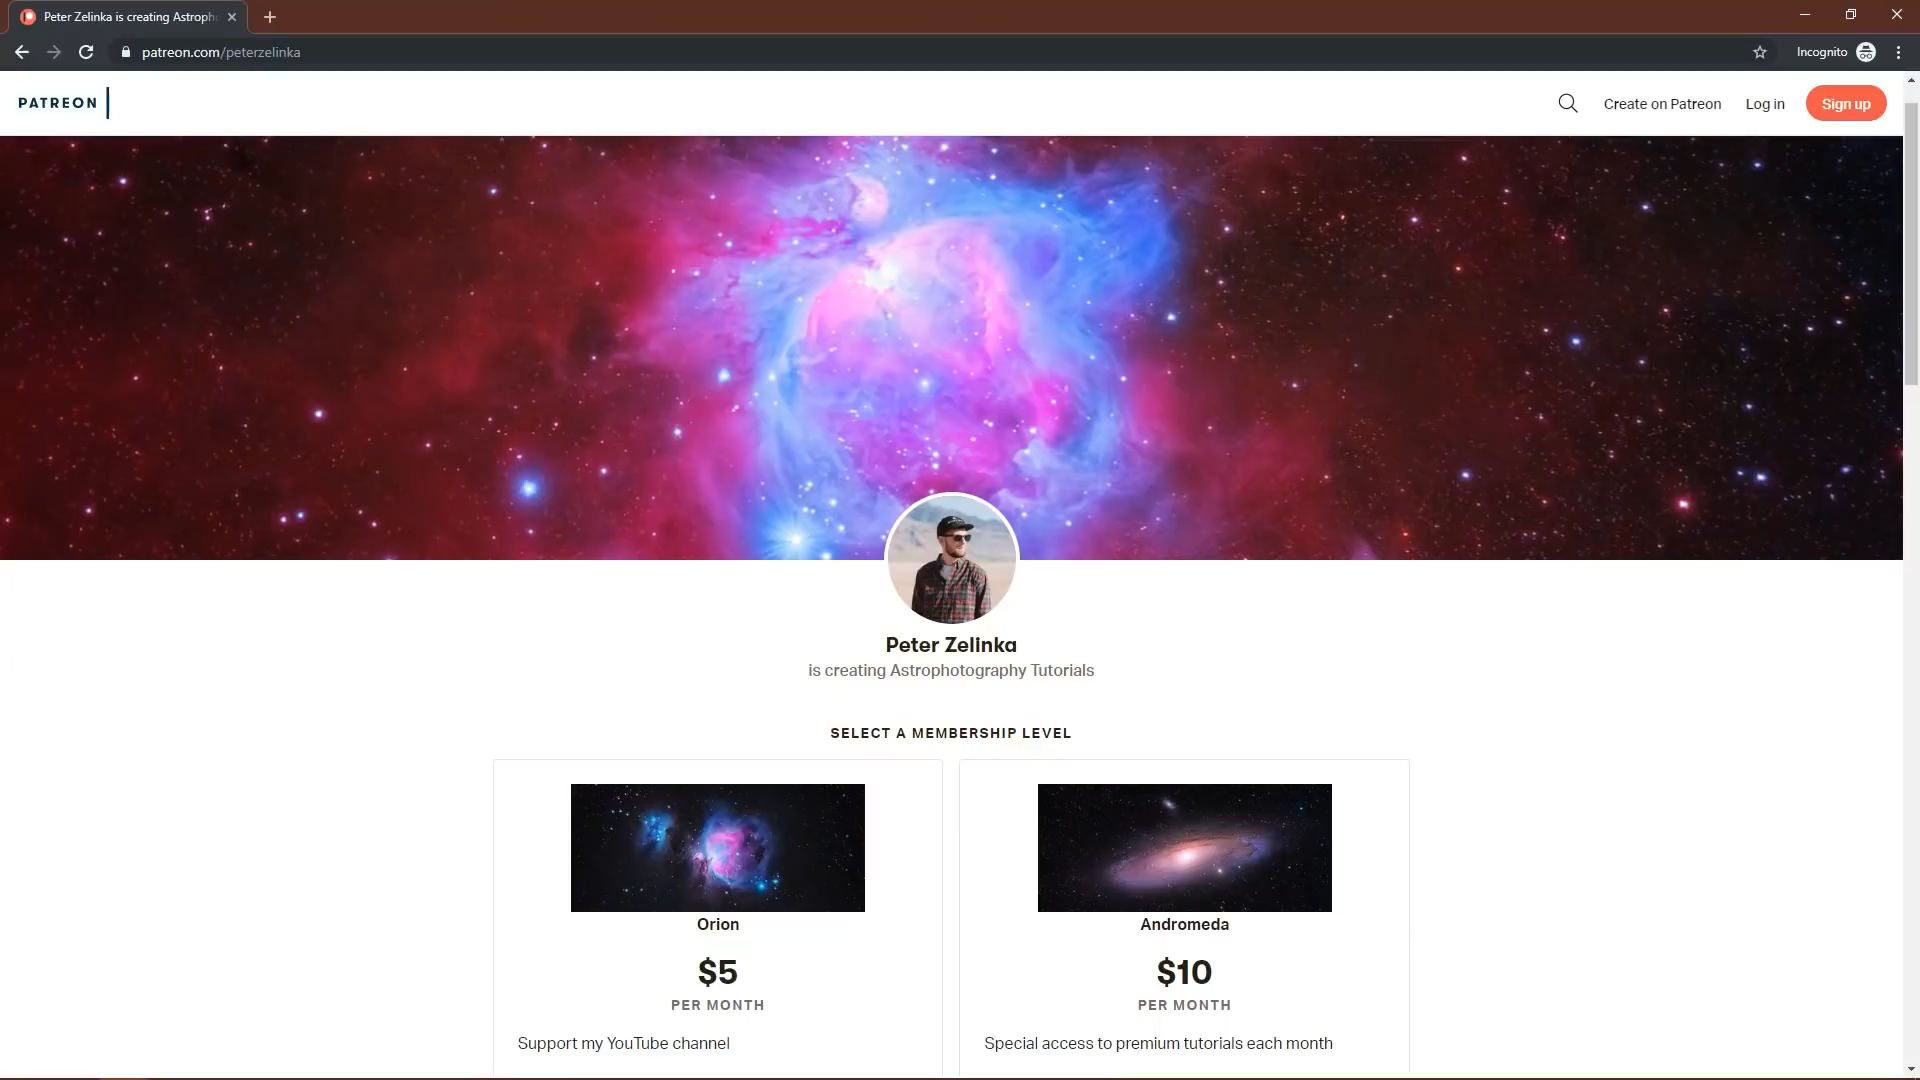 Peter Zelinka is creating Astroph
patreon.com/peterzelinka
Incognito
PATREON
Create on Patreon
Log in
Sign up
Peter Zelinka
is creating Astrophotography Tutorials
SELECT A MEMBERSHIP LEVEL
Orion
$5
PER MONTH
Support my YouTube channel
Andromeda
$10
PER MONTH
Special access to premium tutorials each month